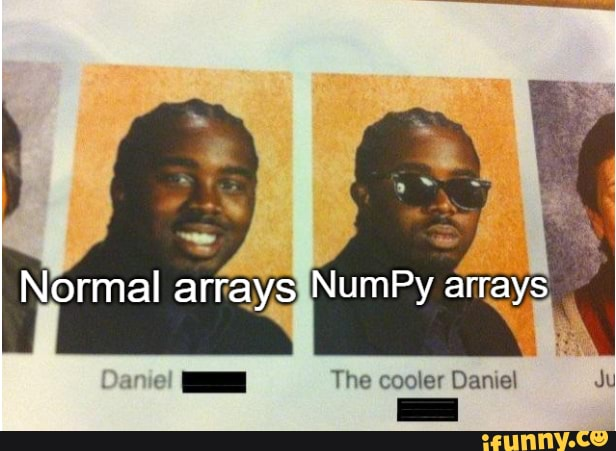 Normal arrays NumPy arrays
Daniel The cooler Daniel Ju
ifunny.co